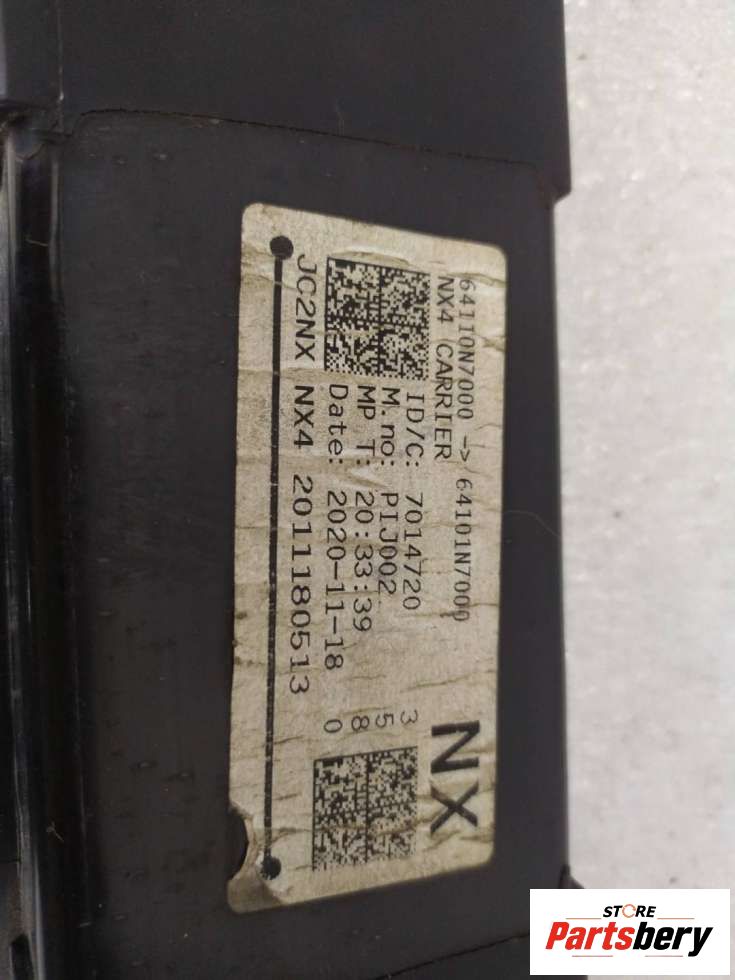 64110N7000 -> 64101N7000
NX4 CARRIER
NX
ID/C: 7014720
M.no: PIJ002
MP T: 20:33:39
Date: 2020-11-18
3
5
8
0
JC2NX NX4 2011180513
STORE
Partsbery